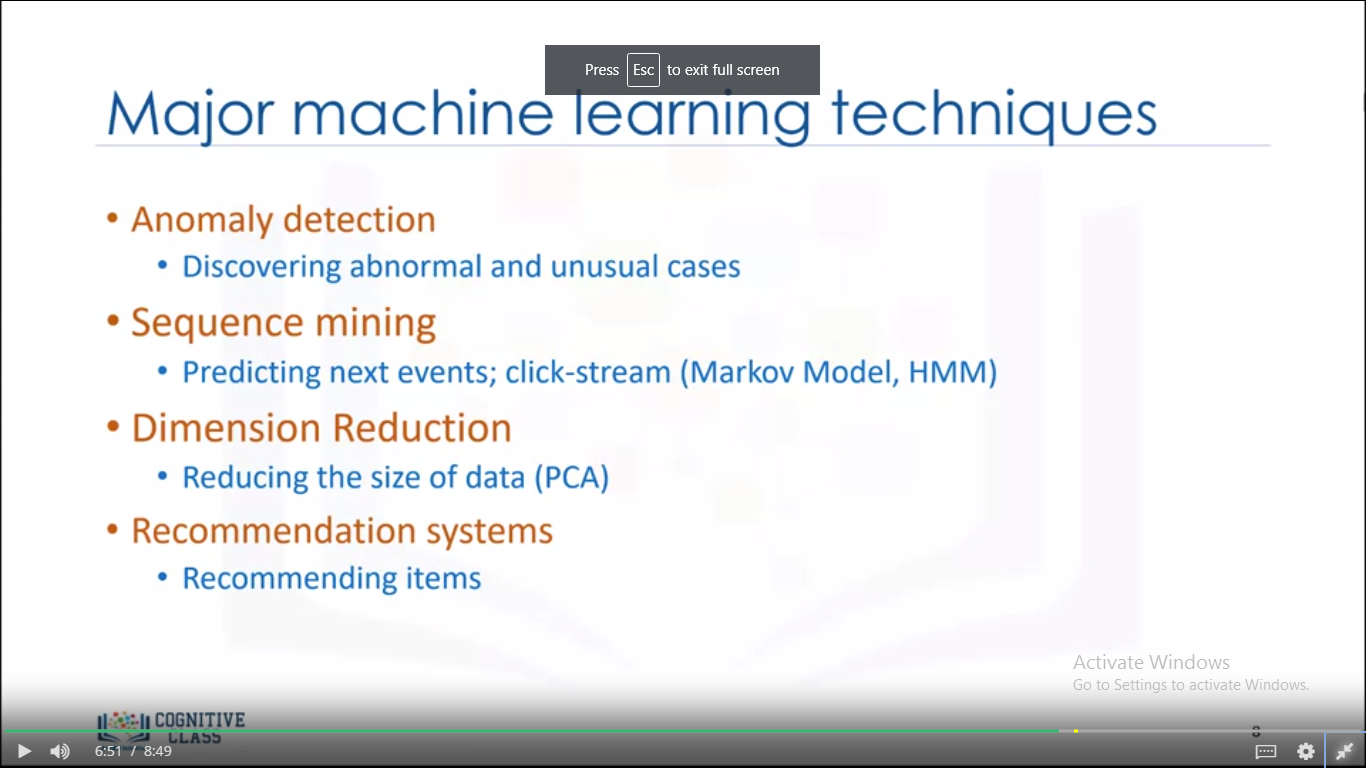 Press Esc to exit full screen
Major machine learning techniques
• Anomaly detection
• Discovering abnormal and unusual cases
• Sequence mining
• Predicting next events; click-stream (Markov Model, HMM)
• Dimension Reduction
• Reducing the size of data (PCA)
• Recommendation systems
• Recommending items
Activate Windows
Go to Settings to activate Windows.
COGNITIVE
CLASS
8
6:51 / 8:49